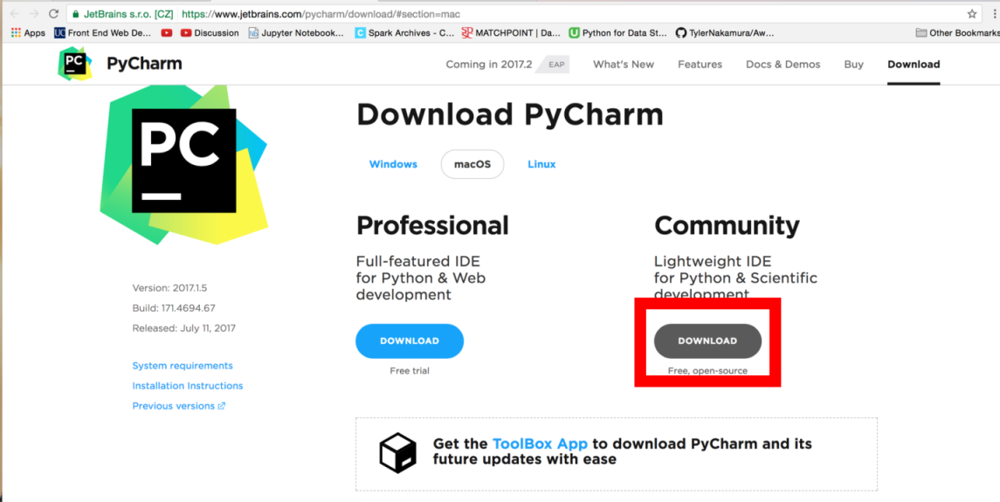 JetBrains s.r.o. [CZ] https://www.jetbrains.com/pycharm/download/#section=mac
Apps UC Front End Web De... Discussion Jupyter Notebook... C Spark Archives - C... MATCHPOINT | Da... U Python for Data St... TylerNakamura/Aw... Other Bookmarks
PC PyCharm Coming in 2017.2 EAP What's New Features Docs & Demos Buy Download
PC
Download PyCharm
Windows macOS Linux
Professional
Full-featured IDE
for Python & Web
development
DOWNLOAD
Free trial
Community
Lightweight IDE
for Python & Scientific
development
DOWNLOAD
Free, open-source
Version: 2017.1.5
Build: 171.4694.67
Released: July 11, 2017
System requirements
Installation Instructions
Previous versions
Get the ToolBox App to download PyCharm and its
future updates with ease